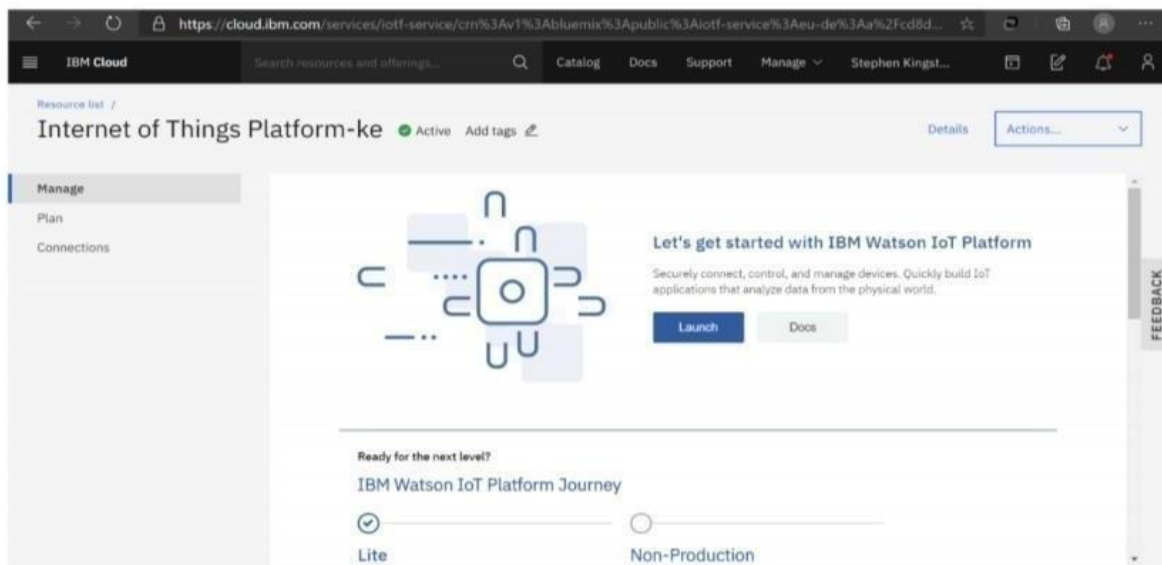 https://cloud.ibm.com/services/iotf-service/crn%3Av1%3Abluemix%3Apublic%3Aiotf-service%3Aeu-de%3Aa%2Fcd8d...
IBM Cloud Search resources and offerings... Catalog Docs Support Manage Stephen Kingst...
Resource list /
Internet of Things Platform-ke Active Add tags Details Actions...
Manage
Plan
Connections
Let's get started with IBM Watson IoT Platform
Securely connect, control, and manage devices. Quickly build IoT
applications that analyze data from the physical world.
Launch Docs
FEEDBACK
Ready for the next level?
IBM Watson IoT Platform Journey
Lite Non-Production